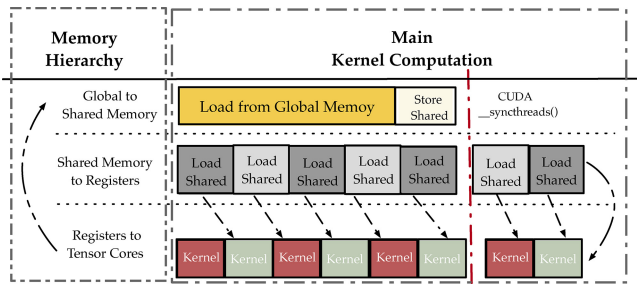 Memory
Hierarchy
Main
Kernel Computation
Global to
Shared Memory
Load from Global Memoy
Store
Shared
CUDA
__syncthreads()
Shared Memory
to Registers
Load
Shared
Load
Shared
Load
Shared
Load
Shared
Load
Shared
Load
Shared
Load
Shared
Registers to
Tensor Cores
Kernel
Kernel
Kernel
Kernel
Kernel
Kernel
Kernel
Kernel